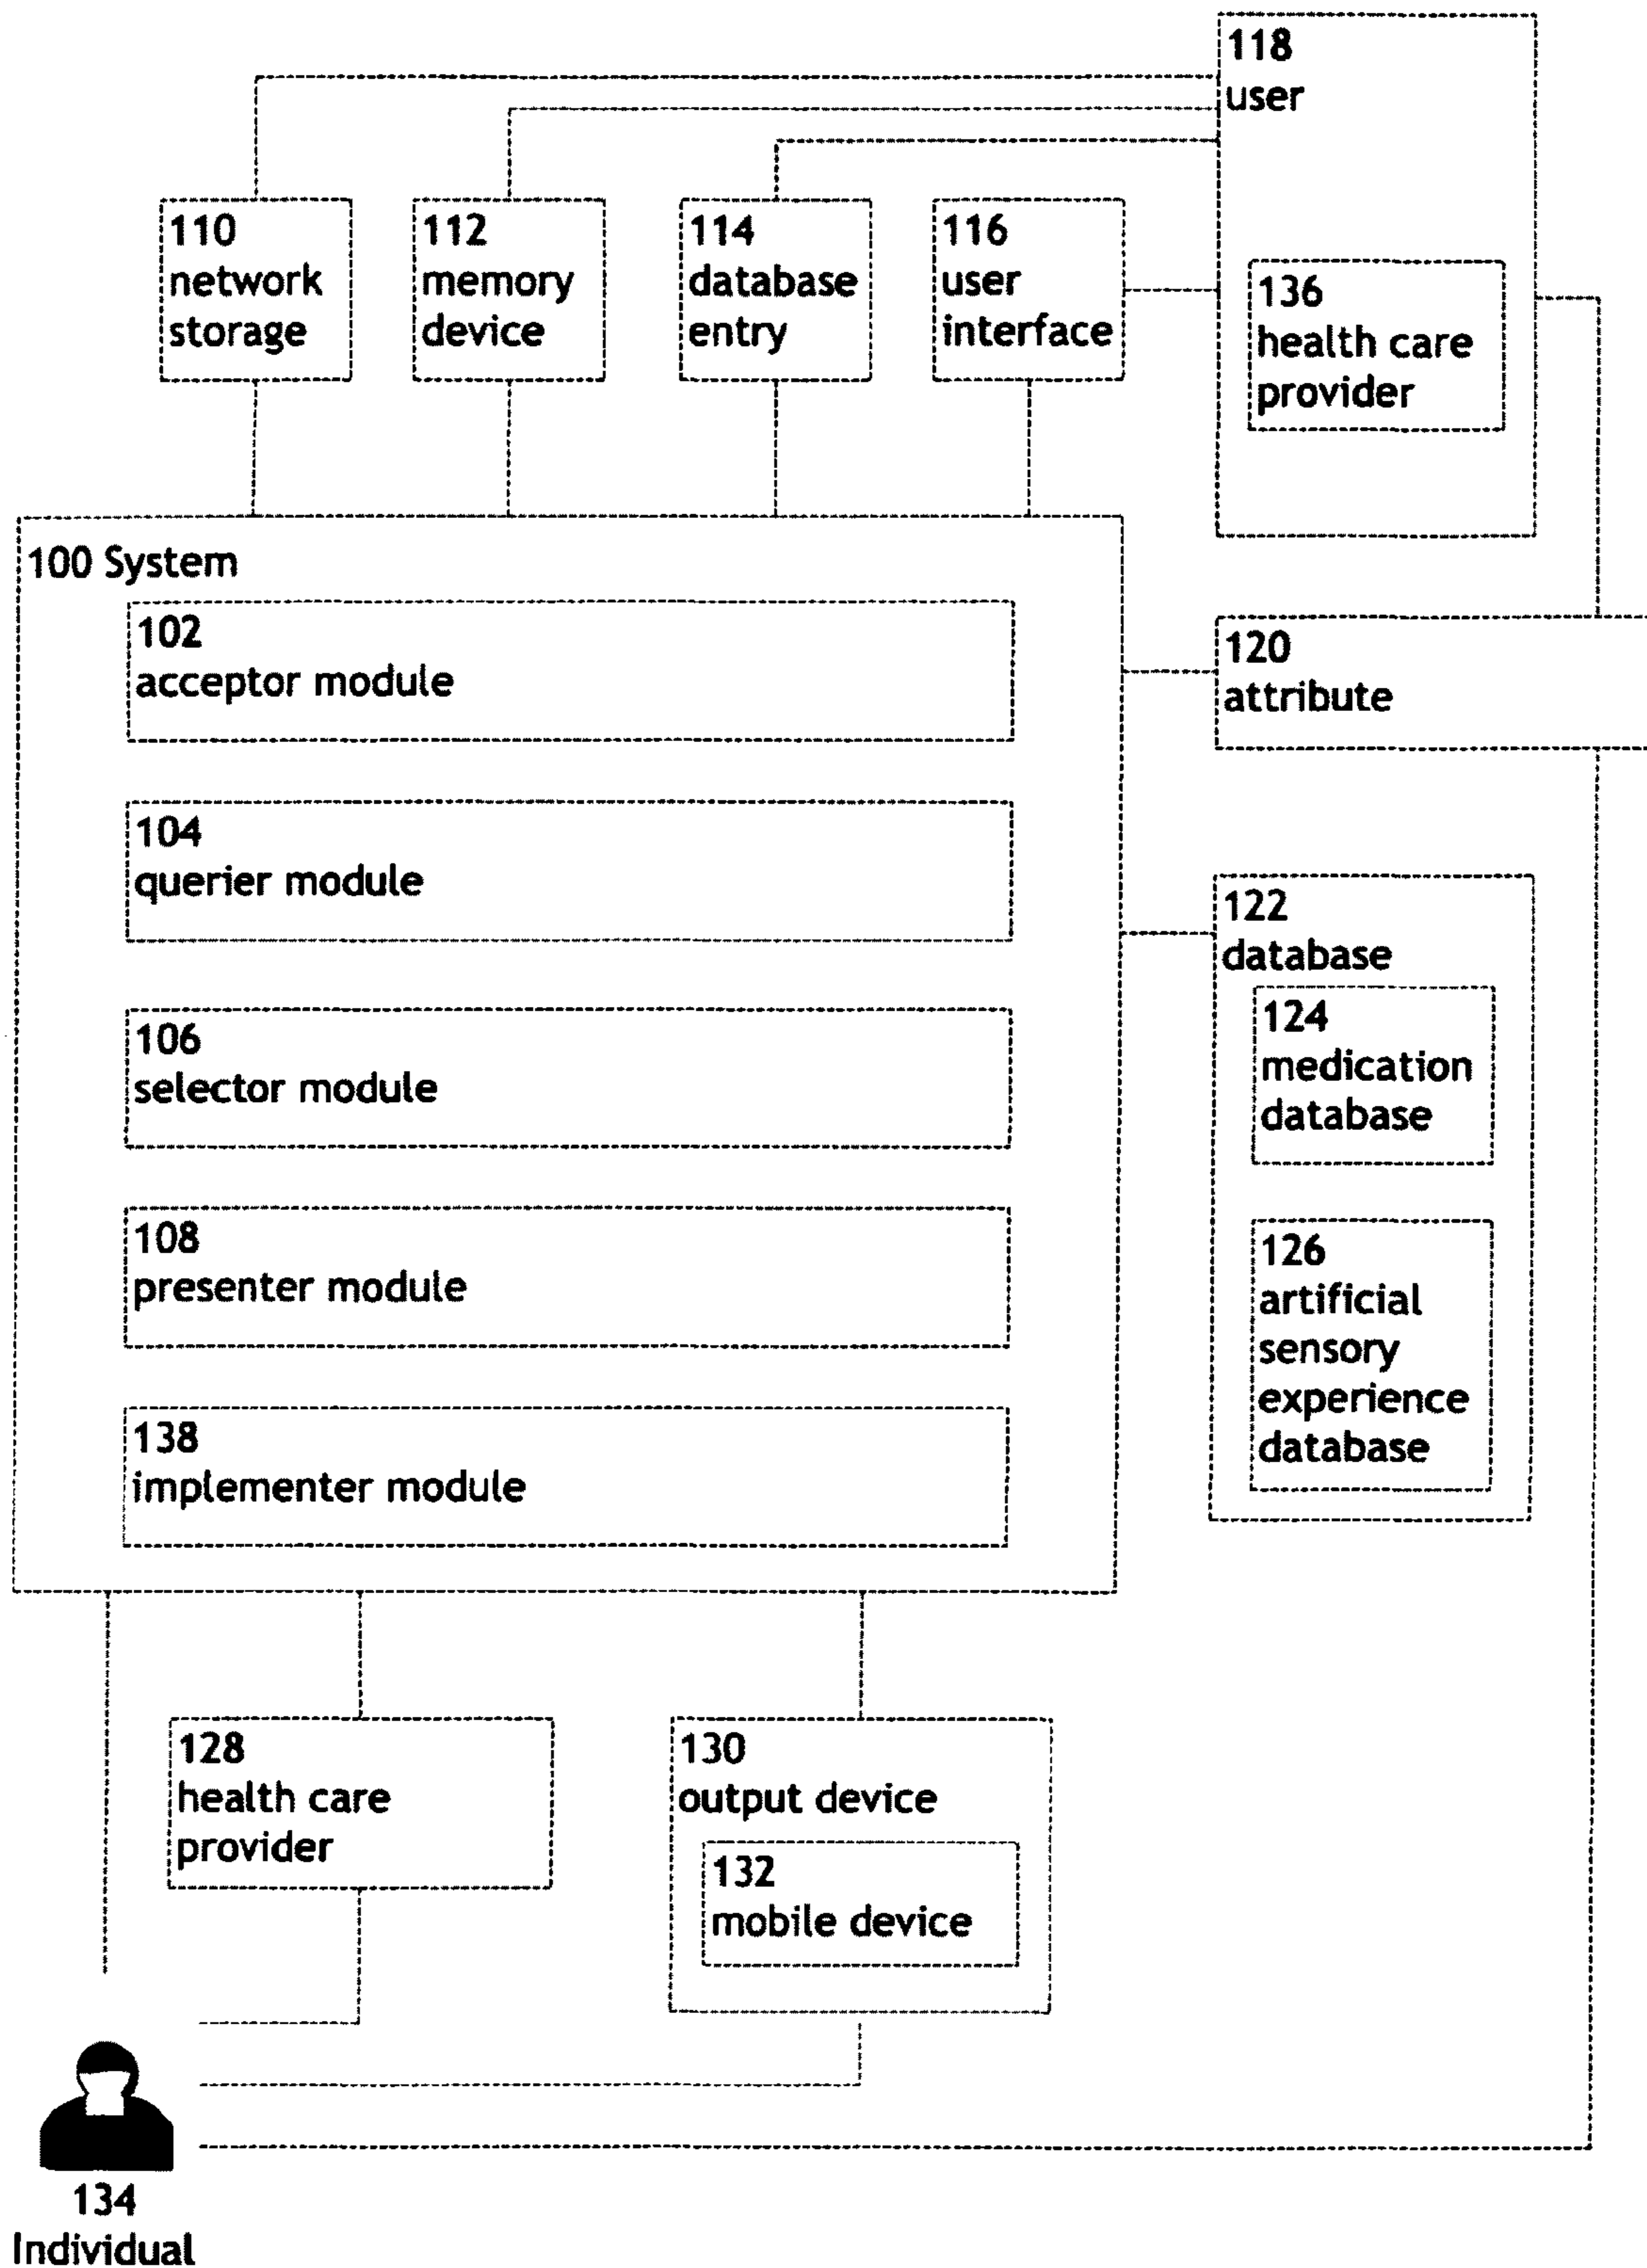 118
user
110
network
storage
112
memory
device
114
database
entry
116
user
interface
136
health care
provider
100 System
102
acceptor module
104
querier module
106
selector module
108
presenter module
138
implementer module
120
attribute
122
database
124
medication
database
126
artificial
sensory
experience
database
128
health care
provider
130
output device
132
mobile device
134
Individual